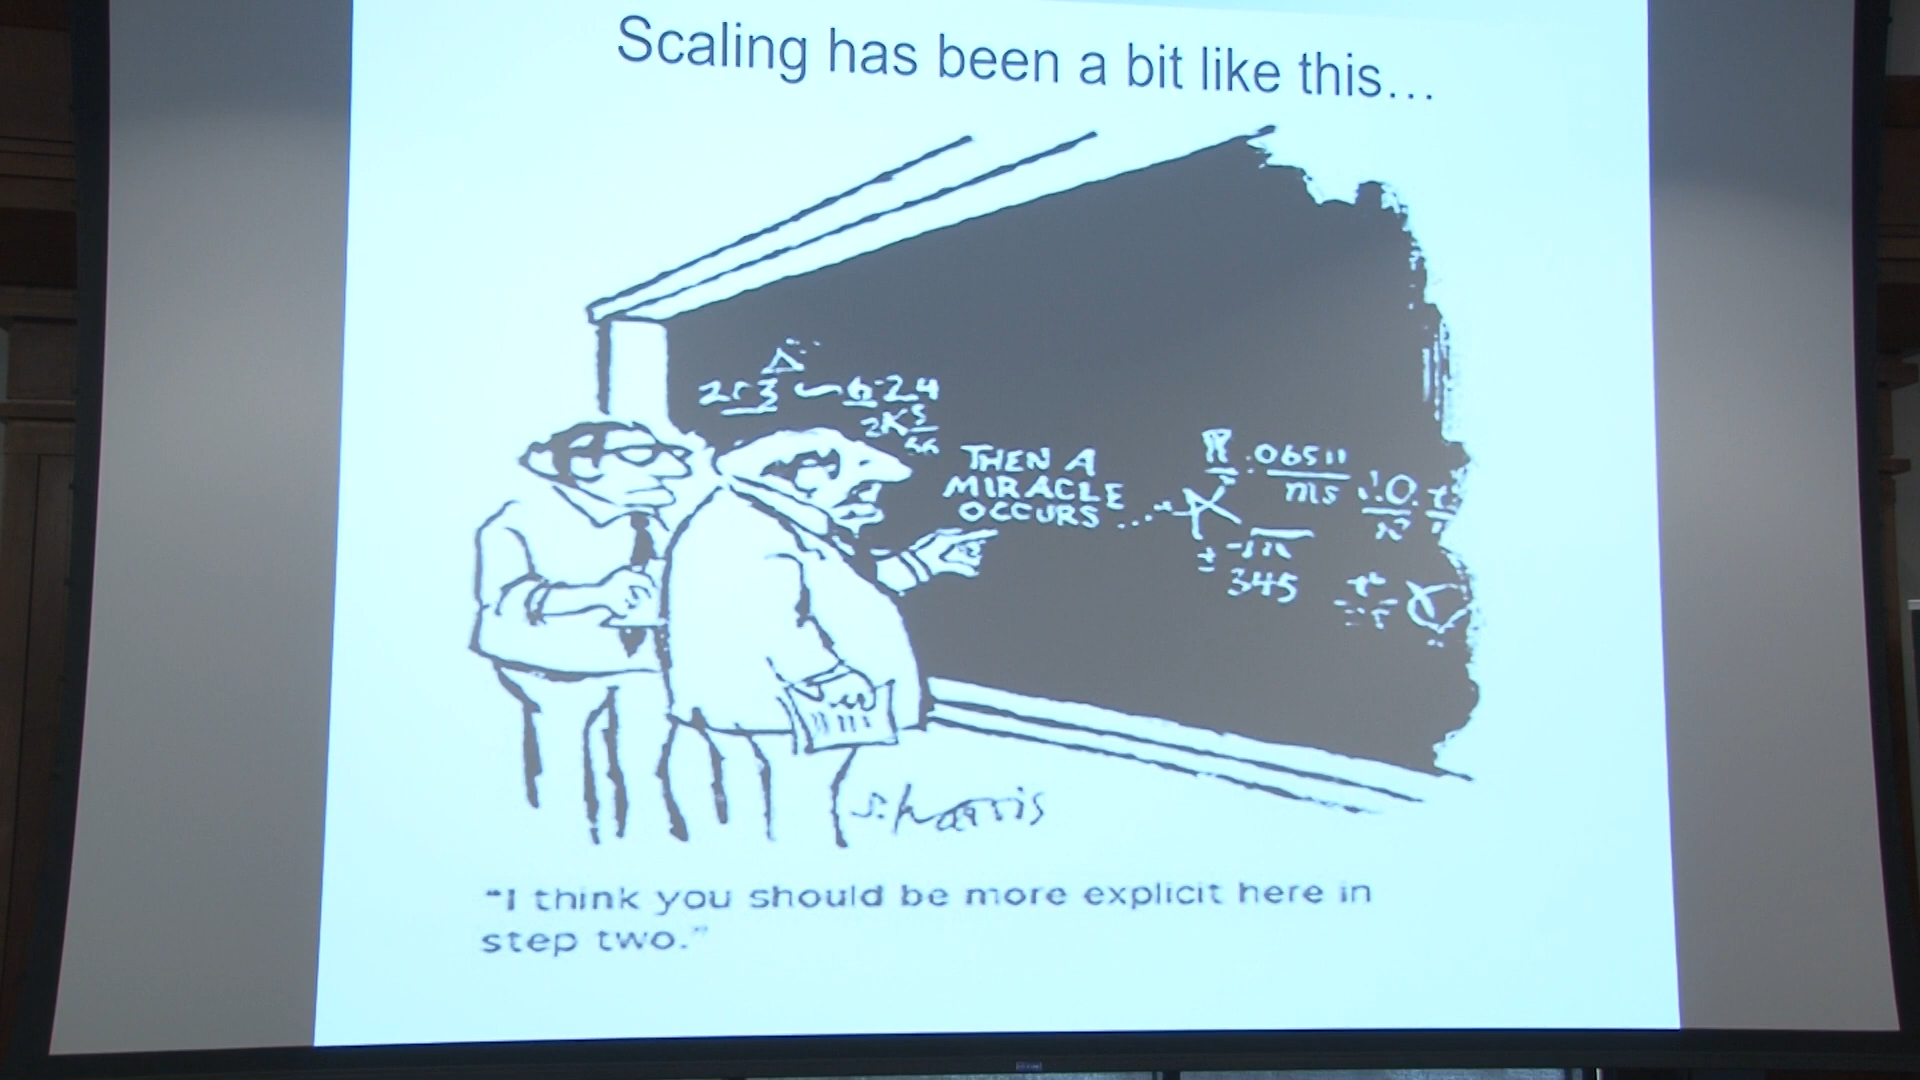 Scaling has been a bit like this...
THEN A
MIRACLE
OCCURS...
345
s. harris
"I think you should be more explicit here in
step two."